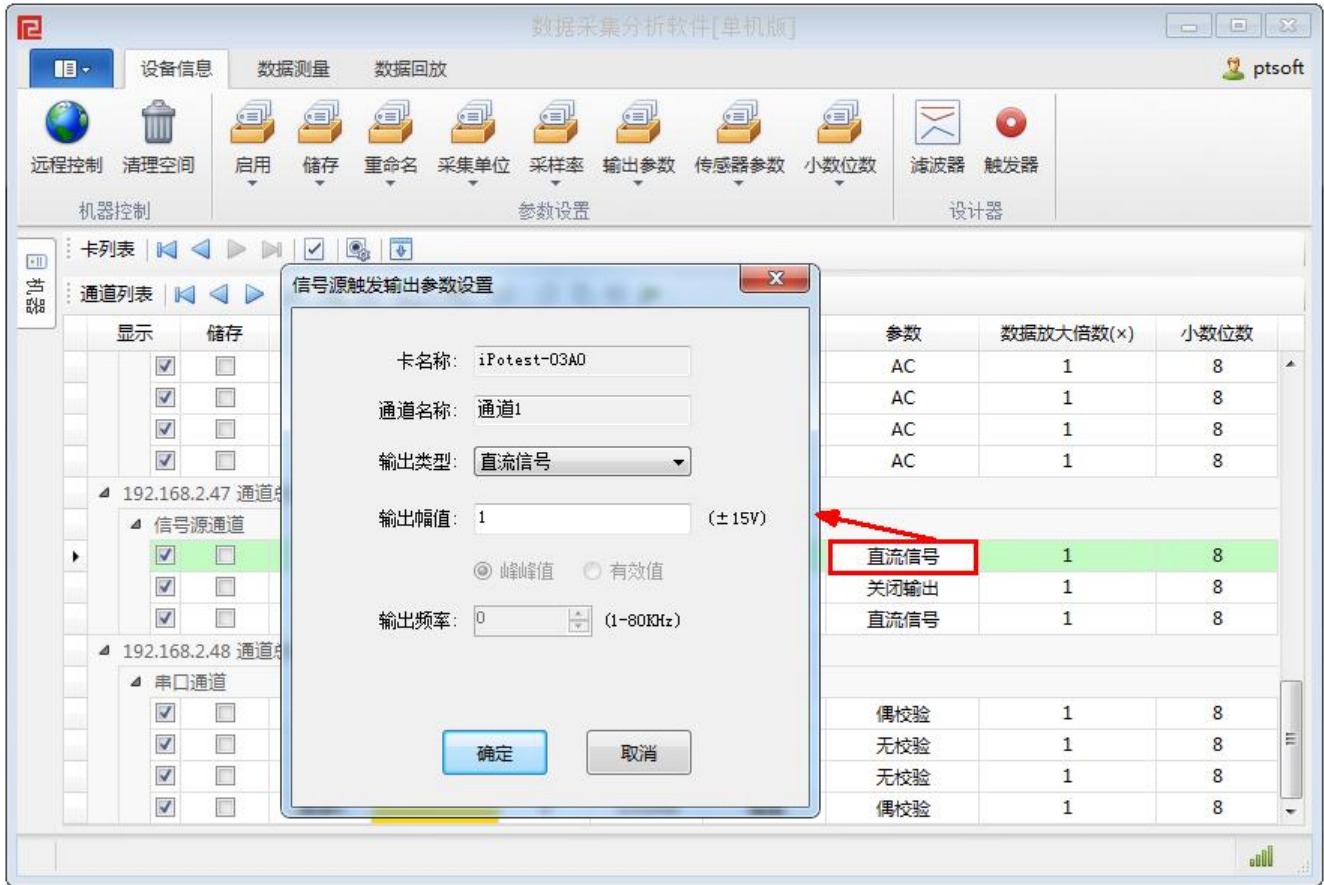 数据采集分析软件[单机版]
设备信息 数据测量 数据回放 ptsoft
远程控制 清理空间 启用 储存 重命名 采集单位 采样率 输出参数 传感器参数 小数位数 滤波器 触发器
机器控制 参数设置 设计器
卡列表
机器
通道列表
信号源触发输出参数设置
显示 储存 参数 数据放大倍数(×) 小数位数
AC 1 8
AC 1 8
AC 1 8
AC 1 8
192.168.2.47 通道
信号源通道
直流信号 1 8
关闭输出 1 8
直流信号 1 8
192.168.2.48 通道
串口通道
偶校验 1 8
无校验 1 8
无校验 1 8
偶校验 1 8
卡名称: iPotest-03A0
通道名称: 通道1
输出类型: 直流信号
输出幅值: 1 (±15V)
峰峰值 有效值
输出频率: 0 (1-80KHz)
确定 取消